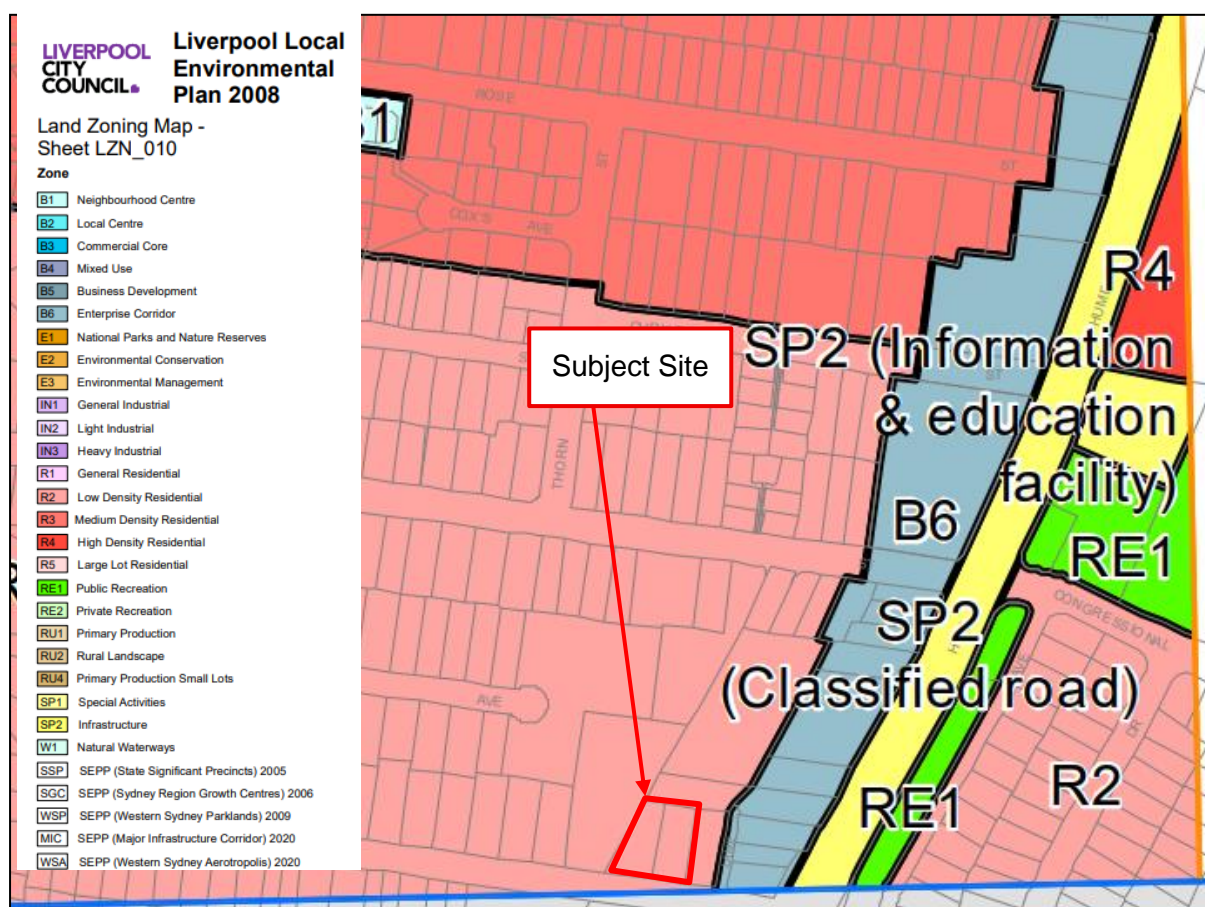 LIVERPOOL
CITY
COUNCIL
Liverpool Local
Environmental
Plan 2008
Land Zoning Map -
Sheet LZN_010
Zone
B1 Neighbourhood Centre
B2 Local Centre
B3 Commercial Core
B4 Mixed Use
B5 Business Development
B6 Enterprise Corridor
E1 National Parks and Nature Reserves
E2 Environmental Conservation
E3 Environmental Management
IN1 General Industrial
IN2 Light Industrial
IN3 Heavy Industrial
R1 General Residential
R2 Low Density Residential
R3 Medium Density Residential
R4 High Density Residential
R5 Large Lot Residential
RE1 Public Recreation
RE2 Private Recreation
RU1 Primary Production
RU2 Rural Landscape
RU4 Primary Production Small Lots
SP1 Special Activities
SP2 Infrastructure
W1 Natural Waterways
SSP SEPP (State Significant Precincts) 2005
SGC SEPP (Sydney Region Growth Centres) 2006
WSP SEPP (Western Sydney Parklands) 2009
MIC SEPP (Major Infrastructure Corridor) 2020
WSA SEPP (Western Sydney Aerotropolis) 2020
ST
ROSE
ST
ST
COX'S
AVE
HUME
R4
Subject Site
SP2 (Information
& education
facility)
ST
THORN
B6
RE1
CONGRESSIONAL
SP2
(Classified road)
AVE
AVE
DR
RE1
R2